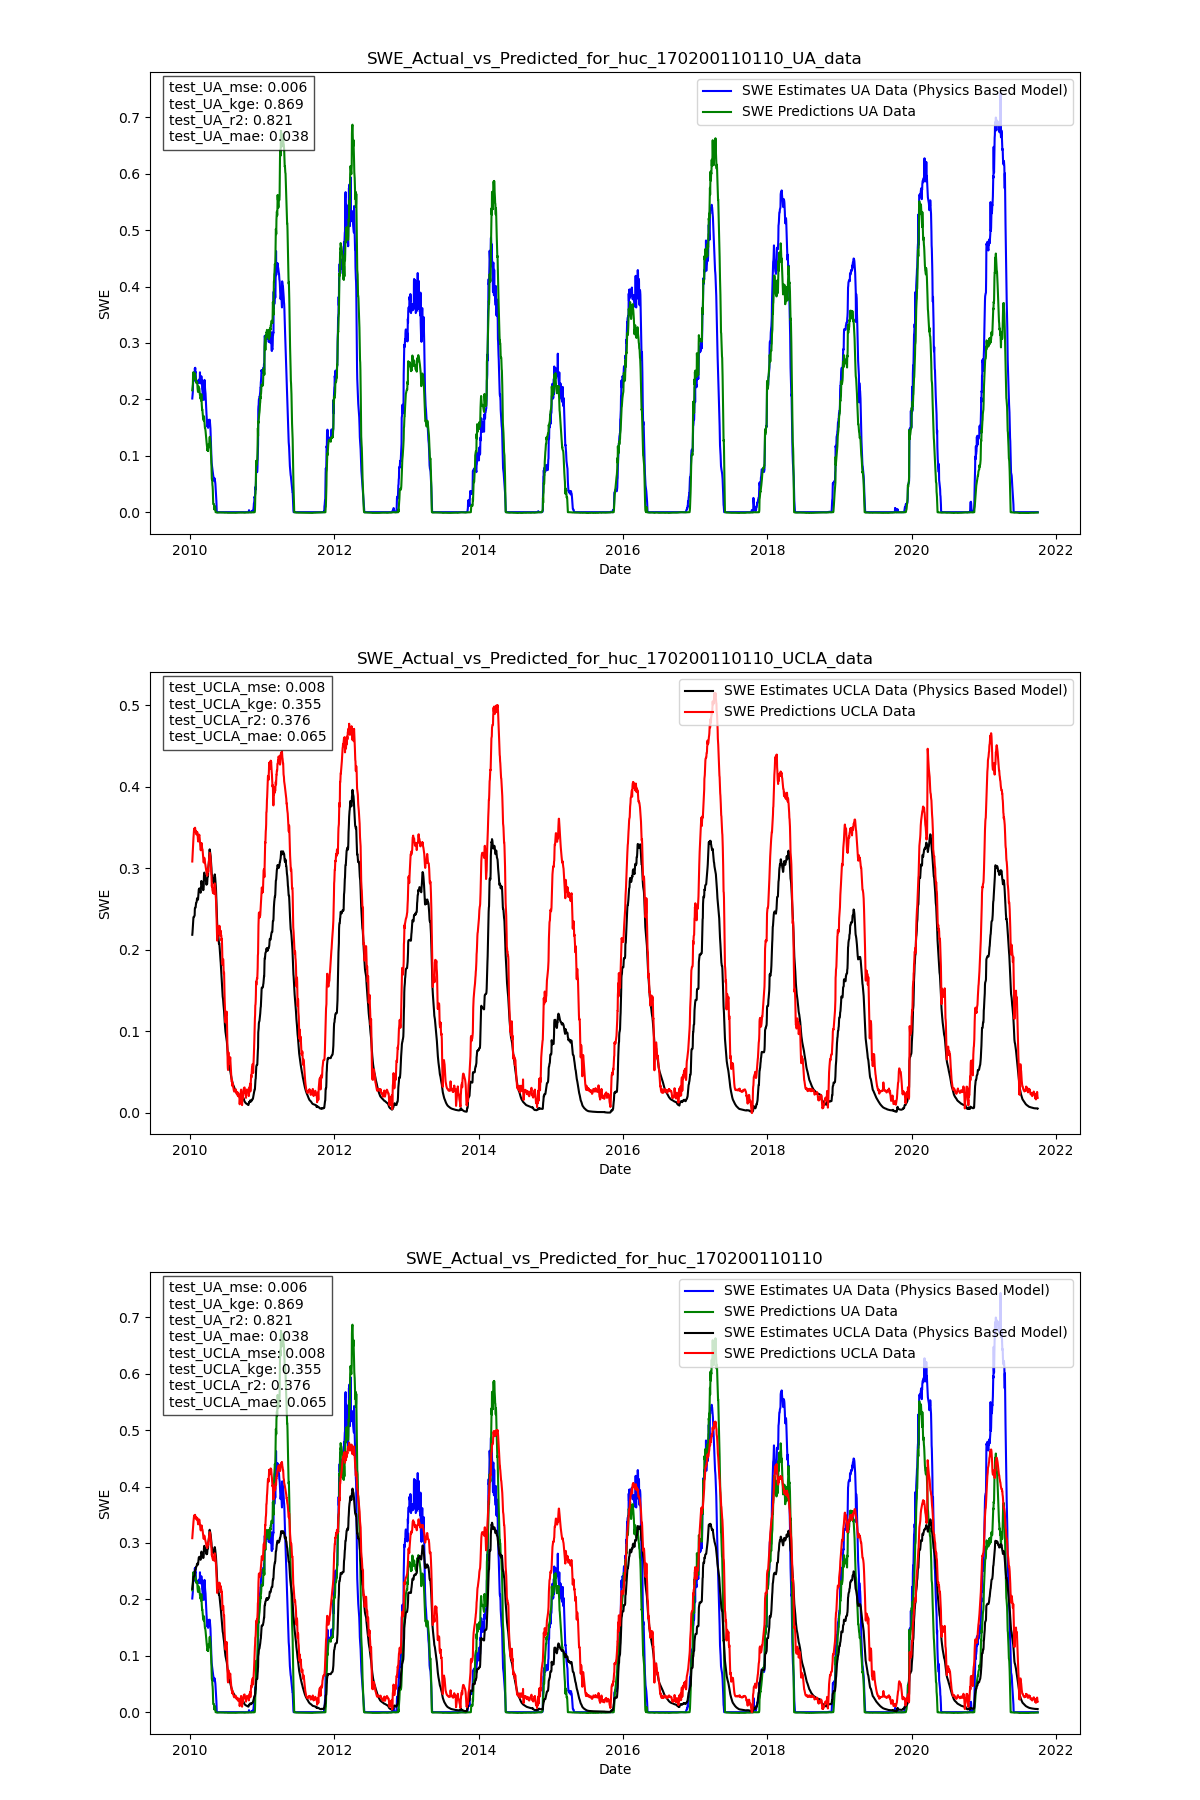 SWE_Actual_vs_Predicted_for_huc_170200110110_UA_data
test_UA_mse: 0.006
test_UA_kge: 0.869
test_UA_r2: 0.821
test_UA_mae: 0.038
SWE Estimates UA Data (Physics Based Model)
SWE Predictions UA Data
0.7
0.6
0.5
0.4
0.3
0.2
0.1
0.0
SWE
2010 2012 2014 2016 2018 2020 2022
Date
SWE_Actual_vs_Predicted_for_huc_170200110110_UCLA_data
test_UCLA_mse: 0.008
test_UCLA_kge: 0.355
test_UCLA_r2: 0.376
test_UCLA_mae: 0.065
SWE Estimates UCLA Data (Physics Based Model)
SWE Predictions UCLA Data
0.5
0.4
0.3
0.2
0.1
0.0
SWE
2010 2012 2014 2016 2018 2020 2022
Date
SWE_Actual_vs_Predicted_for_huc_170200110110
test_UA_mse: 0.006
test_UA_kge: 0.869
test_UA_r2: 0.821
test_UA_mae: 0.038
test_UCLA_mse: 0.008
test_UCLA_kge: 0.355
test_UCLA_r2: 0.376
test_UCLA_mae: 0.065
SWE Estimates UA Data (Physics Based Model)
SWE Predictions UA Data
SWE Estimates UCLA Data (Physics Based Model)
SWE Predictions UCLA Data
0.7
0.6
0.5
0.4
0.3
0.2
0.1
0.0
SWE
2010 2012 2014 2016 2018 2020 2022
Date